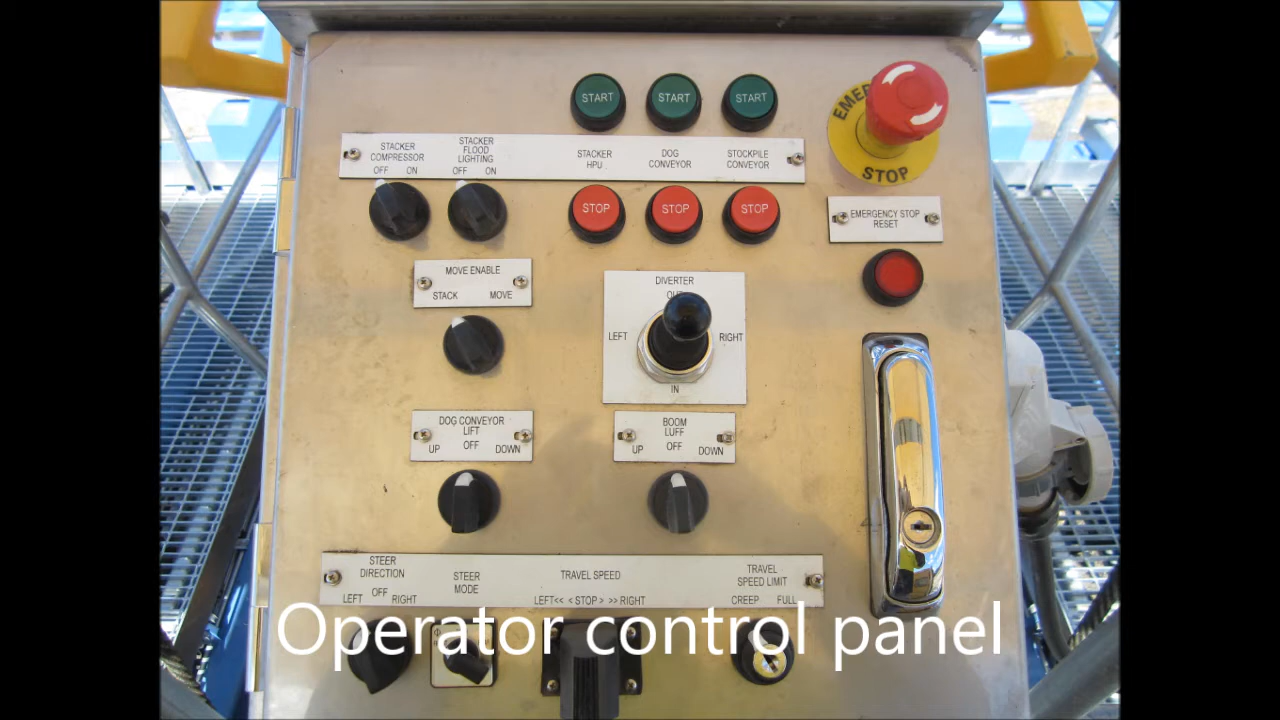 START START START
EMERGENCY
STOP
STACKER
COMPRESSOR
OFF ON
STACKER
FLOOD
LIGHTING
OFF ON
STACKER
HPU
DOG
CONVEYOR
STOCKPILE
CONVEYOR
STOP STOP STOP
EMERGENCY STOP
RESET
MOVE ENABLE
STACK MOVE
DIVERTER
OUT
LEFT RIGHT
IN
DOG CONVEYOR
LIFT
UP OFF DOWN
BOOM
LUFF
UP OFF DOWN
STEER
DIRECTION
OFF
LEFT RIGHT
STEER
MODE
TRAVEL SPEED
LEFT<< < STOP > >> RIGHT
TRAVEL
SPEED LIMIT
CREEP FULL
Operator control panel